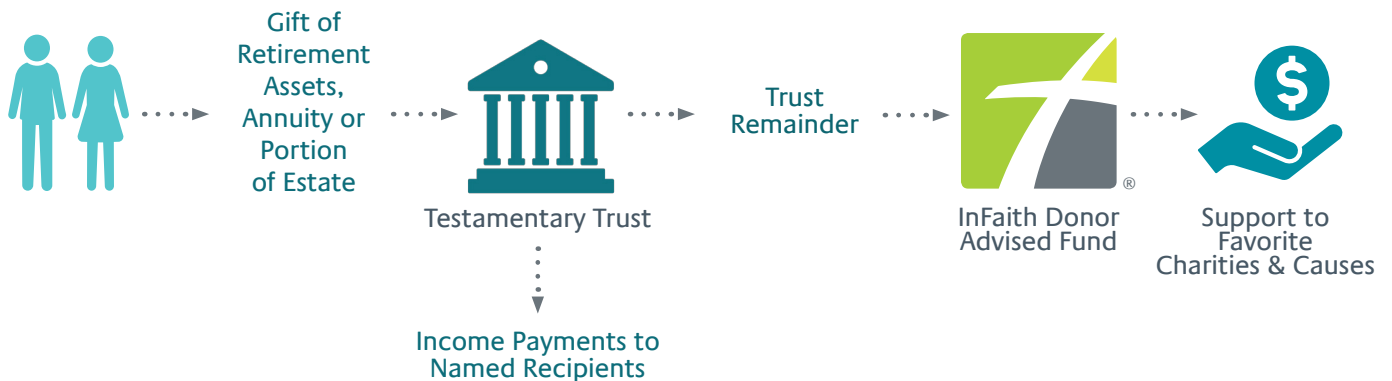 Gift of
Retirement
Assets,
Annuity or
Portion
of Estate
Testamentary Trust
Income Payments to
Named Recipients
Trust
Remainder
®
InFaith Donor
Advised Fund
$
Support to
Favorite
Charities & Causes